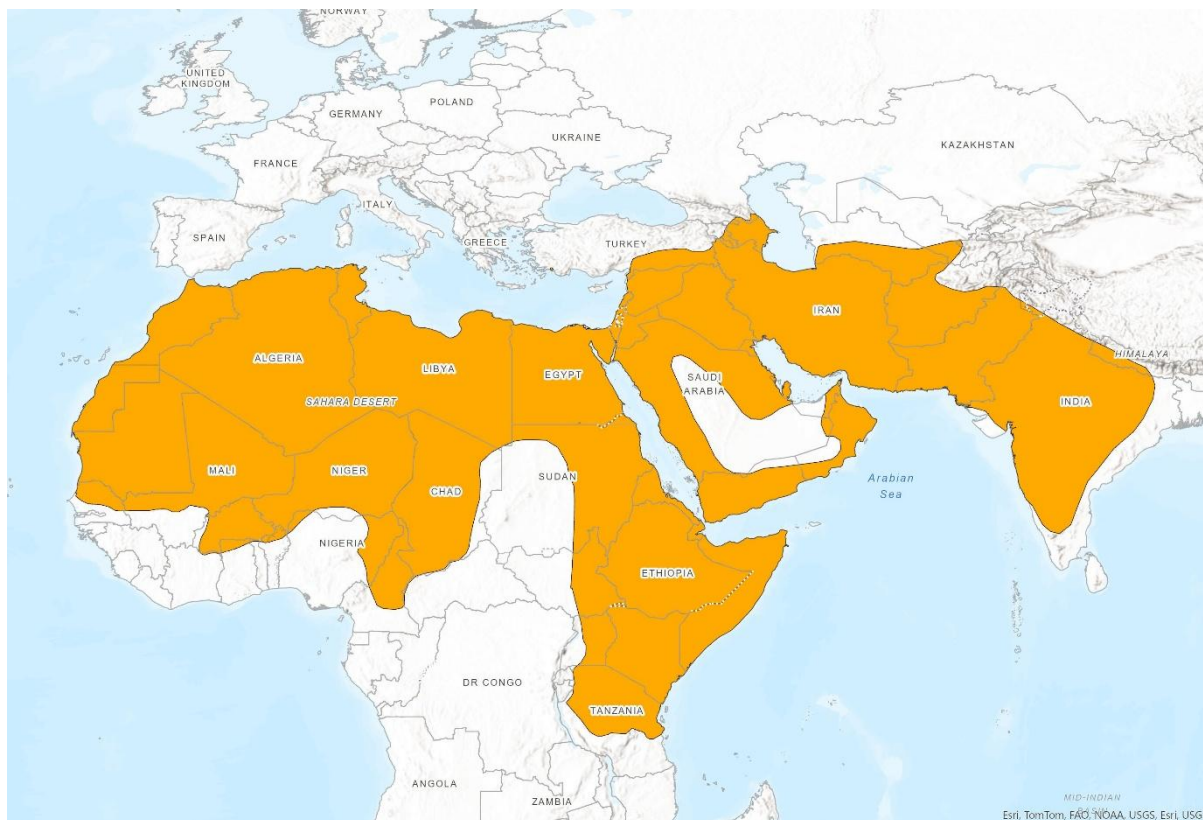 NORWAY
UNITED
KINGDOM
POLAND
GERMANY
UKRAINE
KAZAKHSTAN
FRANCE
ITALY
SPAIN
GREECE
TURKEY
IRAN
ALGERIA
LIBYA
EGYPT
SAUDI
ARABIA
HIMALAYA
SAHARA DESERT
INDIA
MALI
NIGER
CHAD
SUDAN
Arabian
Sea
NIGERIA
ETHIOPIA
DR CONGO
TANZANIA
ANGOLA
ZAMBIA
MID-INDIAN
Esri, TomTom, FAO, NOAA, USGS, Esri, USG